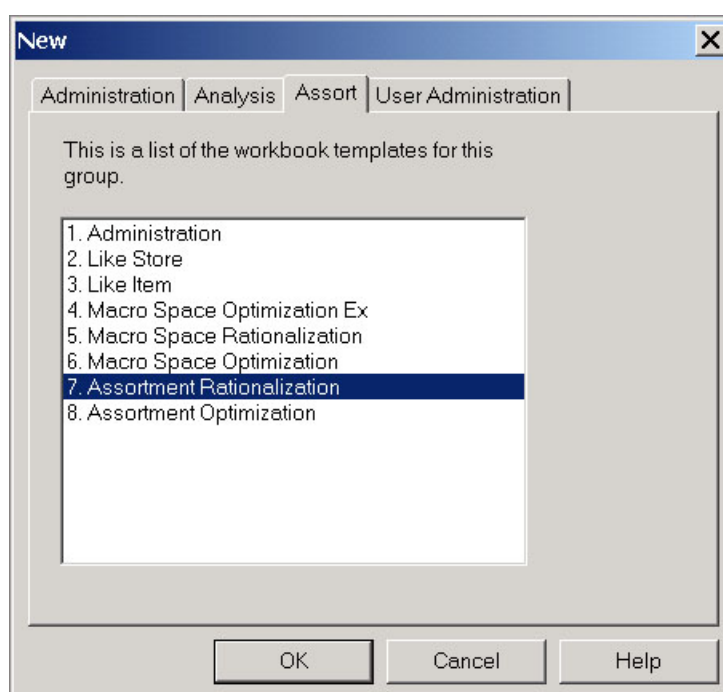 New
Administration
Analysis
Assort
User Administration
This is a list of the workbook templates for this
group.
1. Administration
2. Like Store
3. Like Item
4. Macro Space Optimization Ex
5. Macro Space Rationalization
6. Macro Space Optimization
7. Assortment Rationalization
8. Assortment Optimization
OK
Cancel
Help